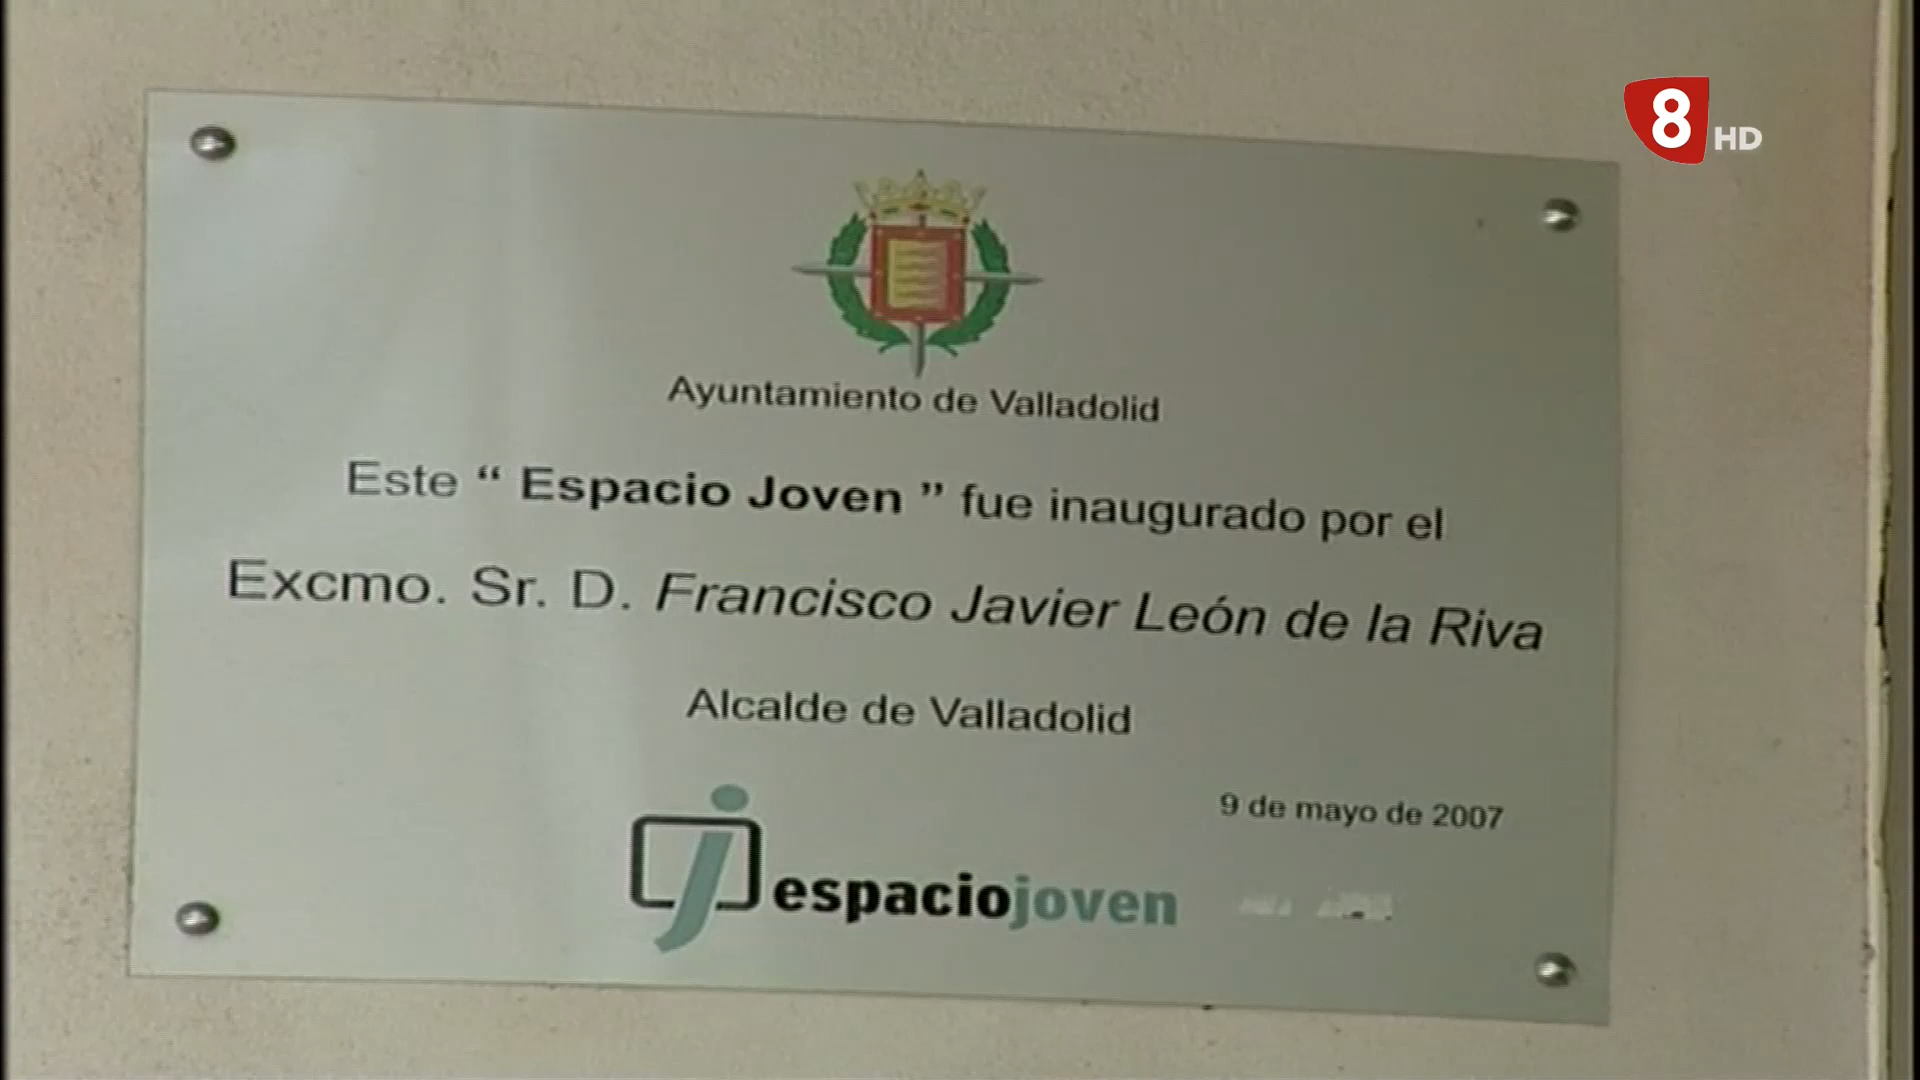 8 HD
Ayuntamiento de Valladolid
Este “ Espacio Joven ” fue inaugurado por el
Excmo. Sr. D. Francisco Javier León de la Riva
Alcalde de Valladolid
9 de mayo de 2007
espaciojoven